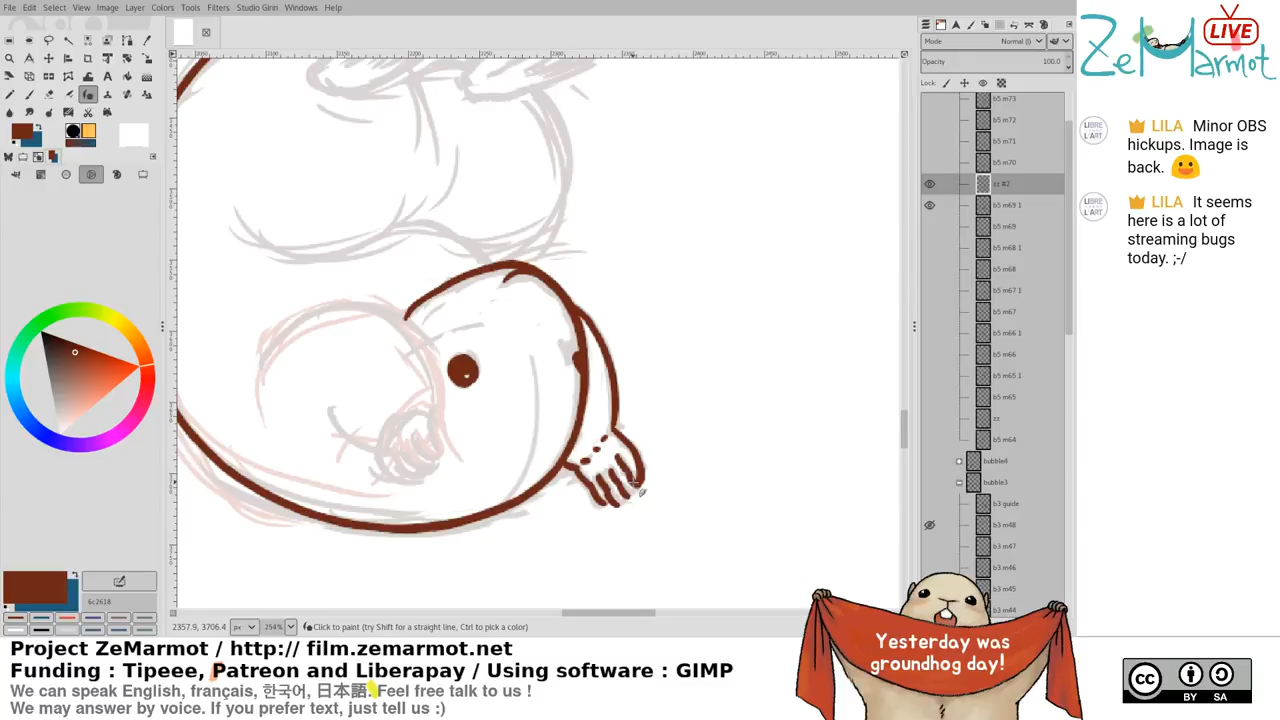 File Edit Select View Image Layer Colors Tools Filters Studio Girin Windows Help
Mode Normal (l)
Opacity 100.0
Lock:
b5 m73
b5 m72
b5 m71
b5 m70
zz #2
b5 m69 1
b5 m69
b5 m68 1
b5 m68
b5 m67 1
b5 m67
b5 m66 1
b5 m66
b5 m65 1
b5 m65
zz
b5 m64
bubble4
bubble3
b3 guide
b3 m48
b3 m47
b3 m46
b3 m45
b3 m44
6c2618
2357.9, 3706.4 px 254% Click to paint (try Shift for a straight line, Ctrl to pick a color)
ZeMarmot
LIVE
LILA Minor OBS
hickups. Image is
back.
LILA It seems
here is a lot of
streaming bugs
today. ;-/
Yesterday was
groundhog day!
Project ZeMarmot / http:// film.zemarmot.net
Funding : Tipeee, Patreon and Liberapay / Using software : GIMP
We can speak English, français, 한국어, 日本語. Feel free talk to us !
We may answer by voice. If you prefer text, just tell us :)
cc
BY SA